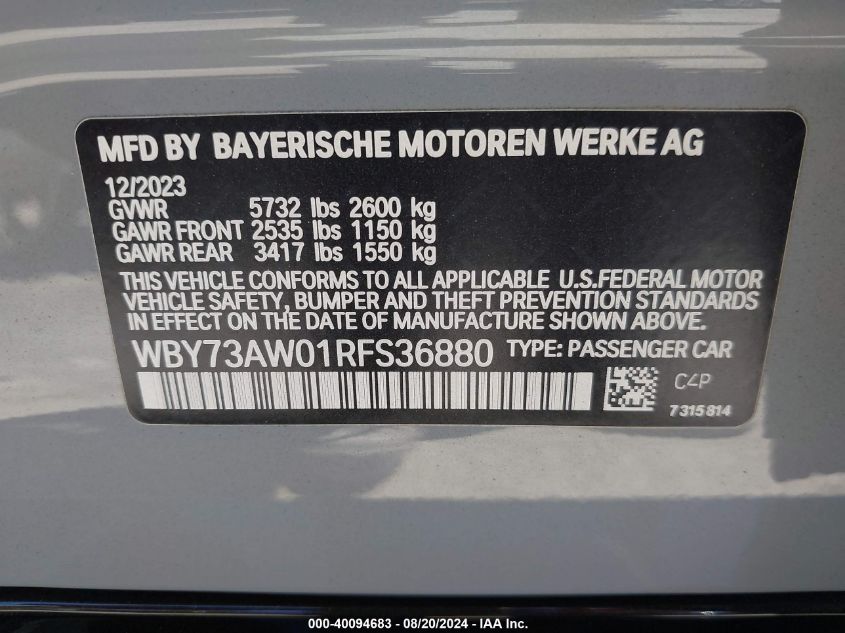 MFD BY BAYERISCHE MOTOREN WERKE AG
12/2023
GVWR 5732 lbs 2600 kg
GAWR FRONT 2535 lbs 1150 kg
GAWR REAR 3417 lbs 1550 kg
THIS VEHICLE CONFORMS TO ALL APPLICABLE U.S.FEDERAL MOTOR
VEHICLE SAFETY, BUMPER AND THEFT PREVENTION STANDARDS
IN EFFECT ON THE DATE OF MANUFACTURE SHOWN ABOVE.
WBY73AW01RFS36880 TYPE: PASSENGER CAR
C4P
7315814
000-40094683 - 08/20/2024 - © IAA Inc.